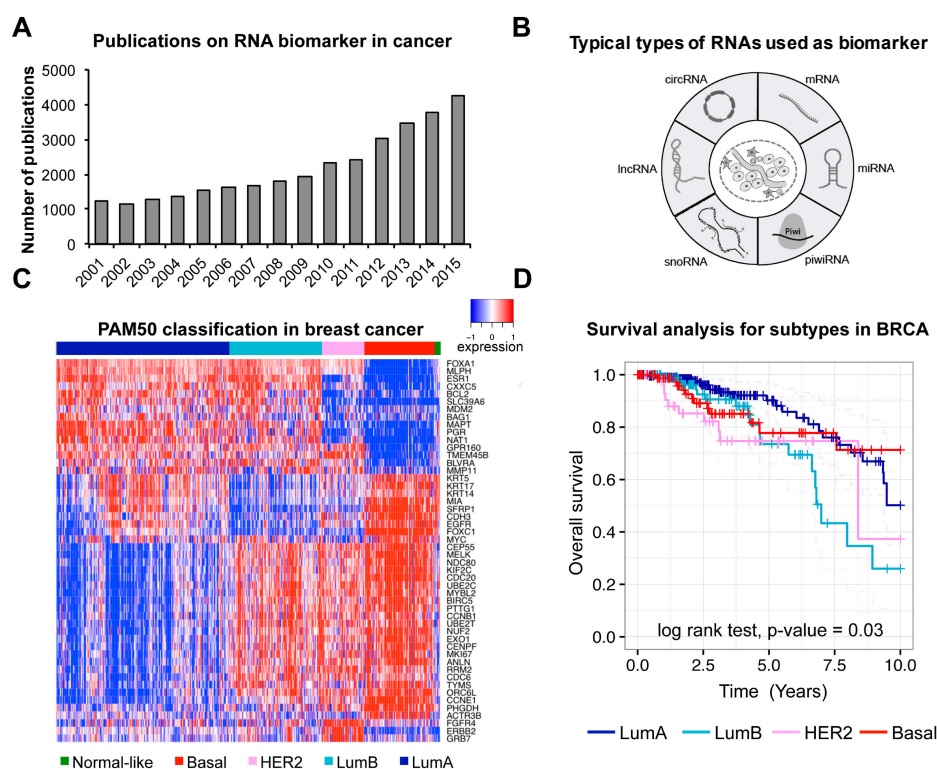 A
Publications on RNA biomarker in cancer
Number of publications
5000
4000
3000
2000
1000
0
2001
2002
2003
2004
2005
2006
2007
2008
2009
2010
2011
2012
2013
2014
2015
B
Typical types of RNAs used as biomarker
circRNA
mRNA
lncRNA
miRNA
snoRNA
Piwi
piwiRNA
C
PAM50 classification in breast cancer
−1 0 1
expression
FOXA1
MLPH
ESR1
CXXC5
BCL2
SLC39A6
MDM2
BAG1
MAPT
PGR
NAT1
GPR160
TMEM45B
BLVRA
MMP11
KRT5
KRT17
KRT14
MIA
SFRP1
CDH3
EGFR
FOXC1
MYC
CEP55
MELK
NDC80
KIF2C
CDC20
UBE2C
MYBL2
BIRC5
PTTG1
CCNB1
UBE2T
NUF2
EXO1
CENPF
MKI67
ANLN
RRM2
CDC6
TYMS
ORC6L
CCNE1
PHGDH
ACTR3B
FGFR4
ERBB2
GRB7
Normal-like Basal HER2 LumB LumA
D
Survival analysis for subtypes in BRCA
Overall survival
1.0
0.8
0.6
0.4
0.2
0.0
log rank test, p-value = 0.03
0.0 2.5 5.0 7.5 10.0
Time (Years)
LumA LumB HER2 Basal